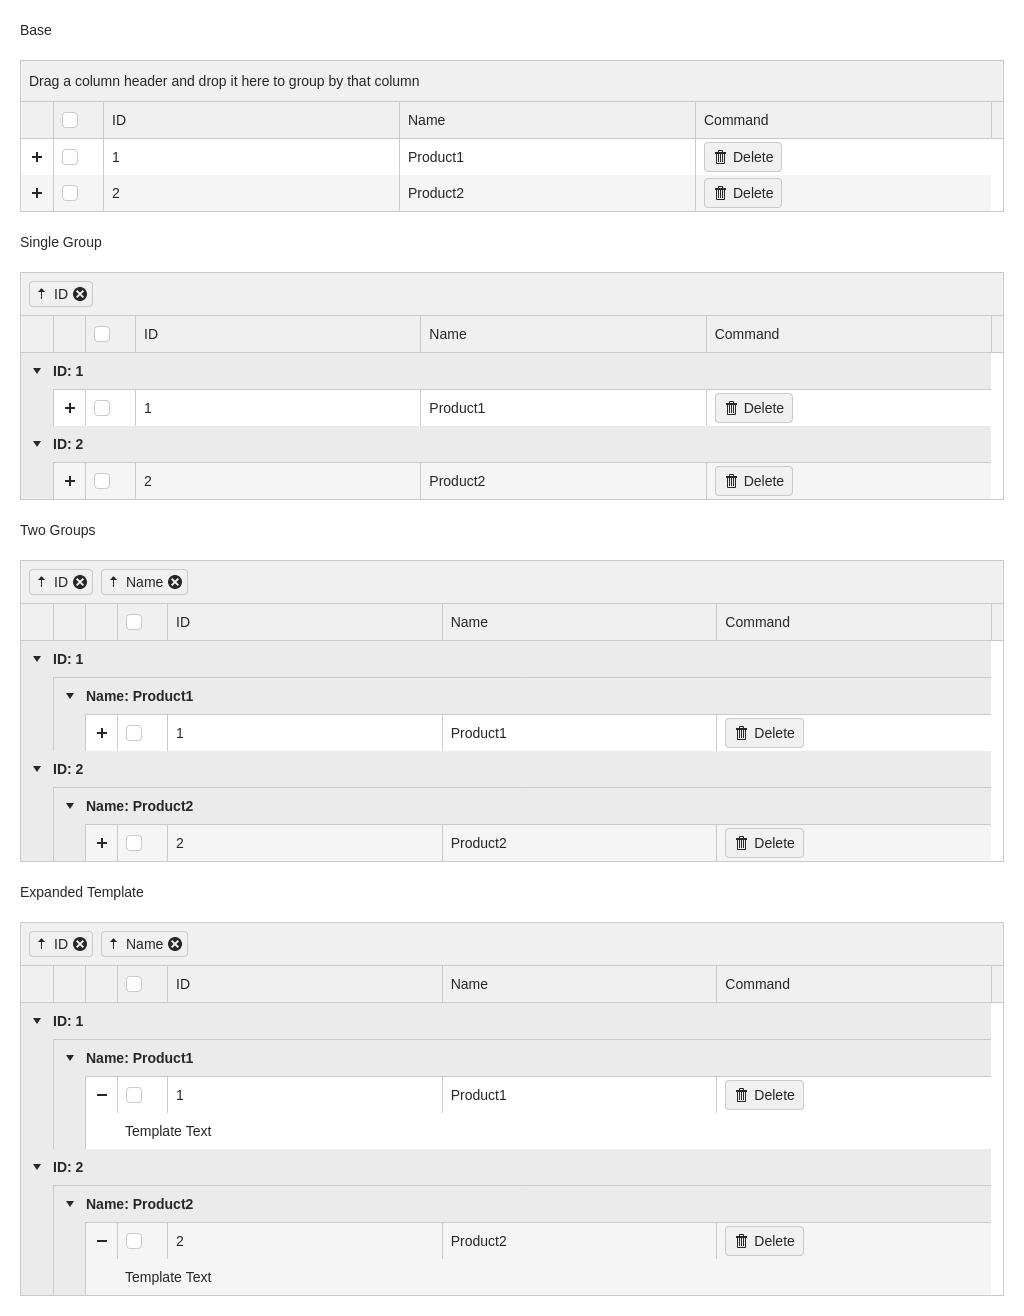 Base
Drag a column header and drop it here to group by that column
ID Name Command
1 Product1 Delete
2 Product2 Delete
Single Group
ID
ID Name Command
ID: 1
1 Product1 Delete
ID: 2
2 Product2 Delete
Two Groups
ID Name
ID Name Command
ID: 1
Name: Product1
1 Product1 Delete
ID: 2
Name: Product2
2 Product2 Delete
Expanded Template
ID Name
ID Name Command
ID: 1
Name: Product1
1 Product1 Delete
Template Text
ID: 2
Name: Product2
2 Product2 Delete
Template Text